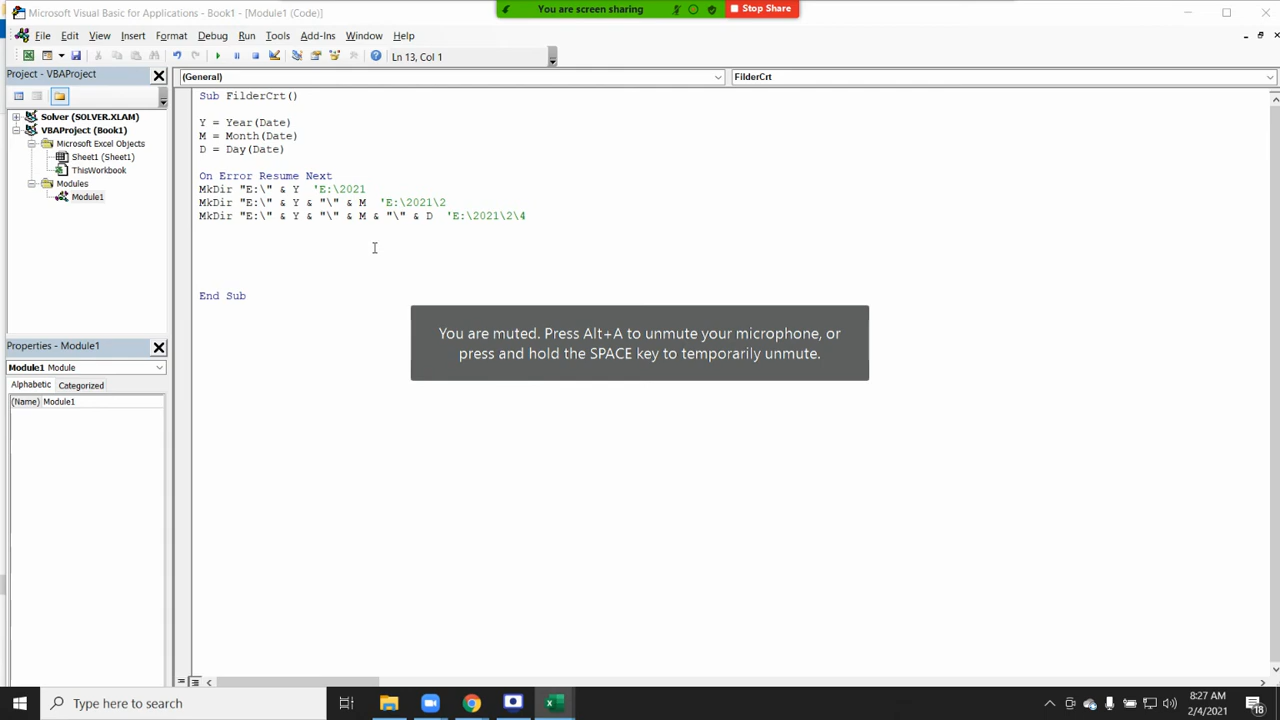 Microsoft Visual Basic for Applications - Book1 - [Module1 (Code)]
You are screen sharing
Stop Share
File Edit View Insert Format Debug Run Tools Add-Ins Window Help
Ln 13, Col 1
Project - VBAProject
(General)
FilderCrt
Solver (SOLVER.XLAM)
VBAProject (Book1)
Microsoft Excel Objects
Sheet1 (Sheet1)
ThisWorkbook
Modules
Module1
Sub FilderCrt()
Y = Year(Date)
M = Month(Date)
D = Day(Date)
On Error Resume Next
MkDir "E:\" & Y 'E:\2021
MkDir "E:\" & Y & "\" & M 'E:\2021\2
MkDir "E:\" & Y & "\" & M & "\" & D 'E:\2021\2\4
End Sub
You are muted. Press Alt+A to unmute your microphone, or
press and hold the SPACE key to temporarily unmute.
Properties - Module1
Module1 Module
Alphabetic Categorized
(Name) Module1
Type here to search
8:27 AM
2/4/2021
18